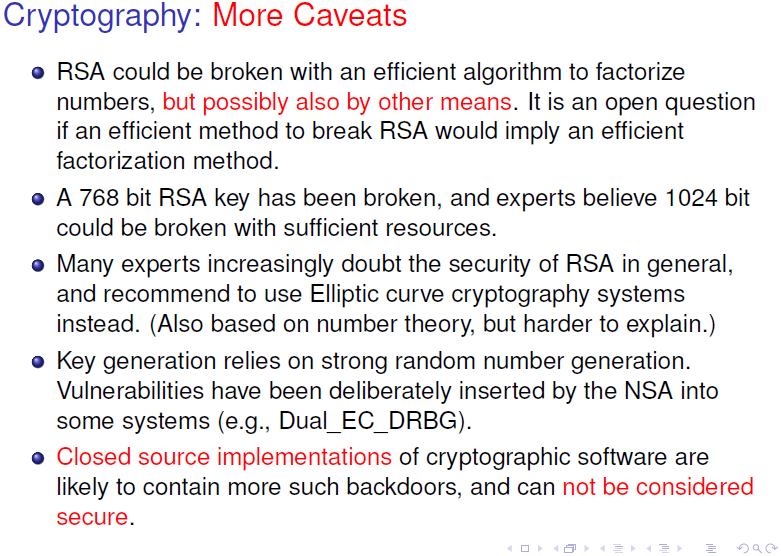 Cryptography: More Caveats
RSA could be broken with an efficient algorithm to factorize
numbers, but possibly also by other means. It is an open question
if an efficient method to break RSA would imply an efficient
factorization method.
A 768 bit RSA key has been broken, and experts believe 1024 bit
could be broken with sufficient resources.
Many experts increasingly doubt the security of RSA in general,
and recommend to use Elliptic curve cryptography systems
instead. (Also based on number theory, but harder to explain.)
Key generation relies on strong random number generation.
Vulnerabilities have been deliberately inserted by the NSA into
some systems (e.g., Dual_EC_DRBG).
Closed source implementations of cryptographic software are
likely to contain more such backdoors, and can not be considered
secure.